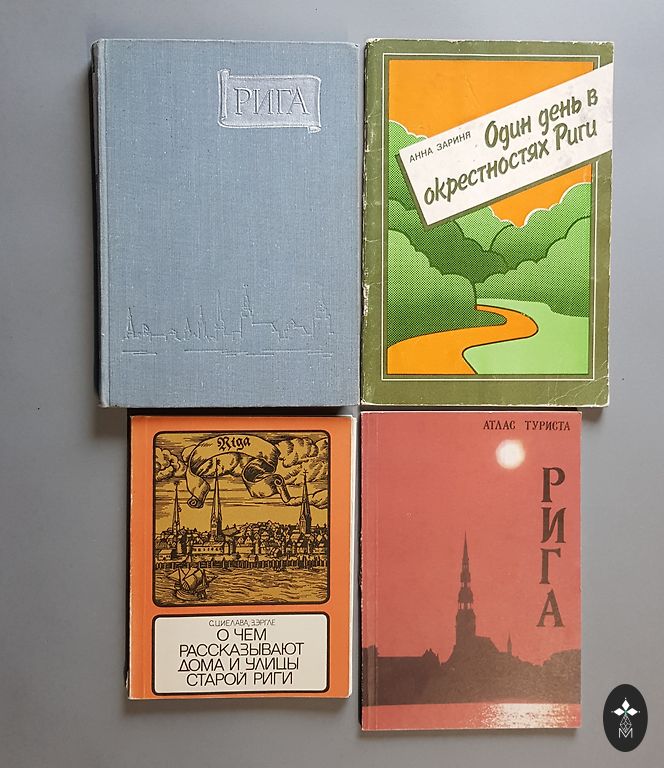 РИГА
АННА ЗАРИНЯ
Один день в
окрестностях Риги
Riga
С. ЦИЕЛАВА, З. ЭРГЛЕ
О ЧЕМ
РАССКАЗЫВАЮТ
ДОМА И УЛИЦЫ
СТАРОЙ РИГИ
АТЛАС ТУРИСТА
РИГА
M